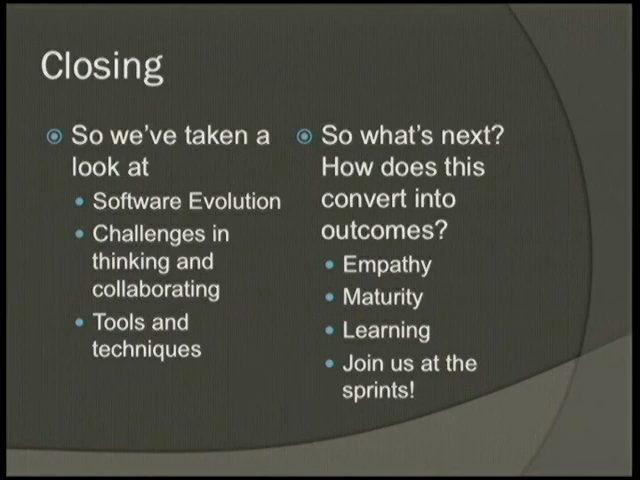 Closing
So we've taken a
look at
Software Evolution
Challenges in
thinking and
collaborating
Tools and
techniques
So what's next?
How does this
convert into
outcomes?
Empathy
Maturity
Learning
Join us at the
sprints!